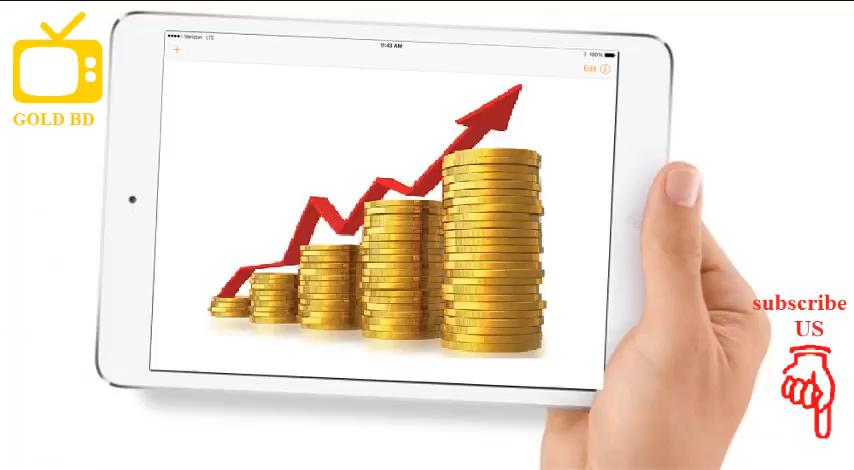 Verizon LTE
11:43 AM
100%
Edit
GOLD BD
subscribe
US